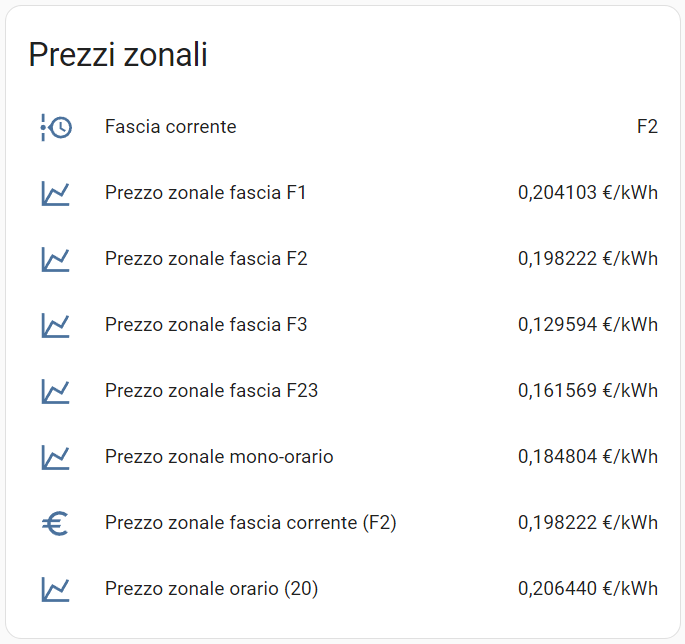 Prezzi zonali
Fascia corrente F2
Prezzo zonale fascia F1 0,204103 €/kWh
Prezzo zonale fascia F2 0,198222 €/kWh
Prezzo zonale fascia F3 0,129594 €/kWh
Prezzo zonale fascia F23 0,161569 €/kWh
Prezzo zonale mono-orario 0,184804 €/kWh
Prezzo zonale fascia corrente (F2) 0,198222 €/kWh
Prezzo zonale orario (20) 0,206440 €/kWh